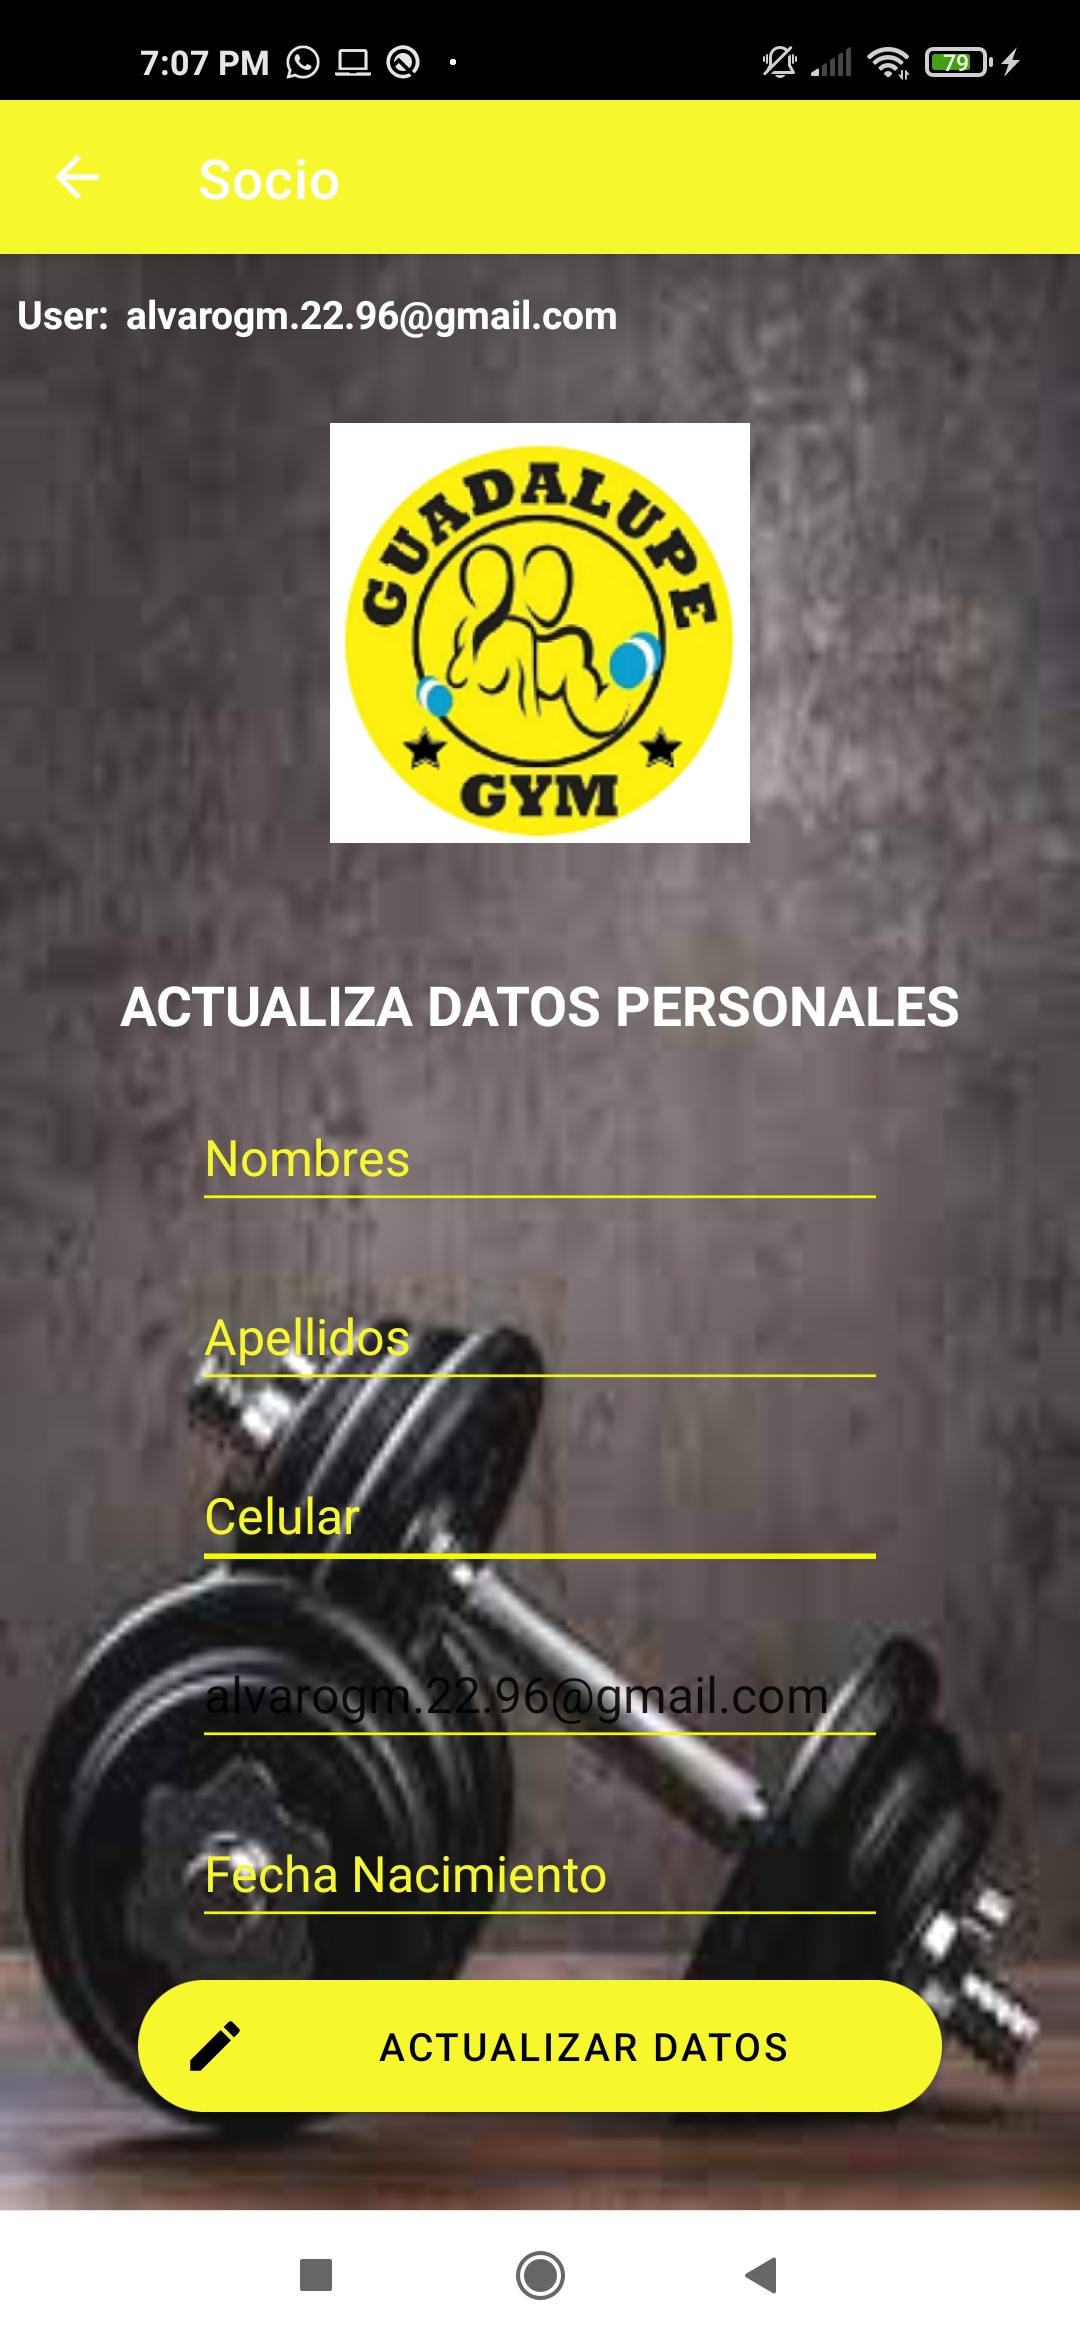 7:07 PM
79
Socio
User: alvarogm.22.96@gmail.com
GUADALUPE
GYM
ACTUALIZA DATOS PERSONALES
Nombres
Apellidos
Celular
alvarogm.22.96@gmail.com
Fecha Nacimiento
ACTUALIZAR DATOS